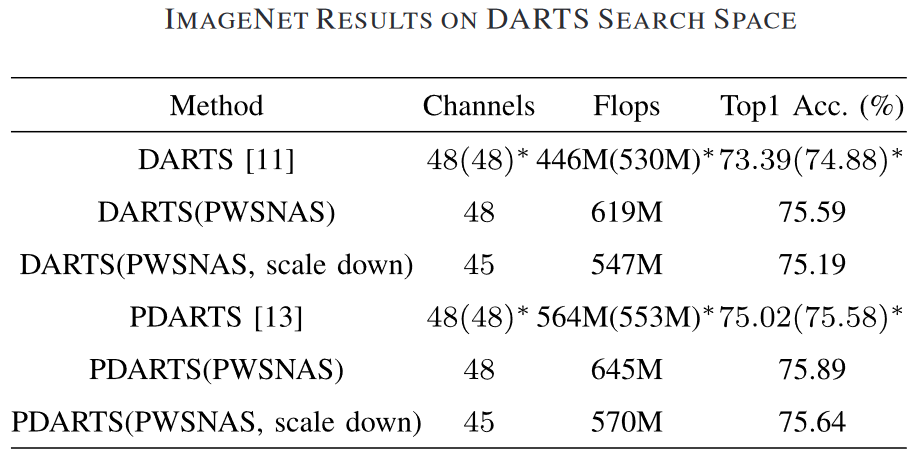 IMAGENET RESULTS ON DARTS SEARCH SPACE
Method Channels Flops Top1 Acc. (%)
DARTS [11] 48(48)* 446M(530M)* 73.39(74.88)*
DARTS(PWSNAS) 48 619M 75.59
DARTS(PWSNAS, scale down) 45 547M 75.19
PDARTS [13] 48(48)* 564M(553M)* 75.02(75.58)*
PDARTS(PWSNAS) 48 645M 75.89
PDARTS(PWSNAS, scale down) 45 570M 75.64